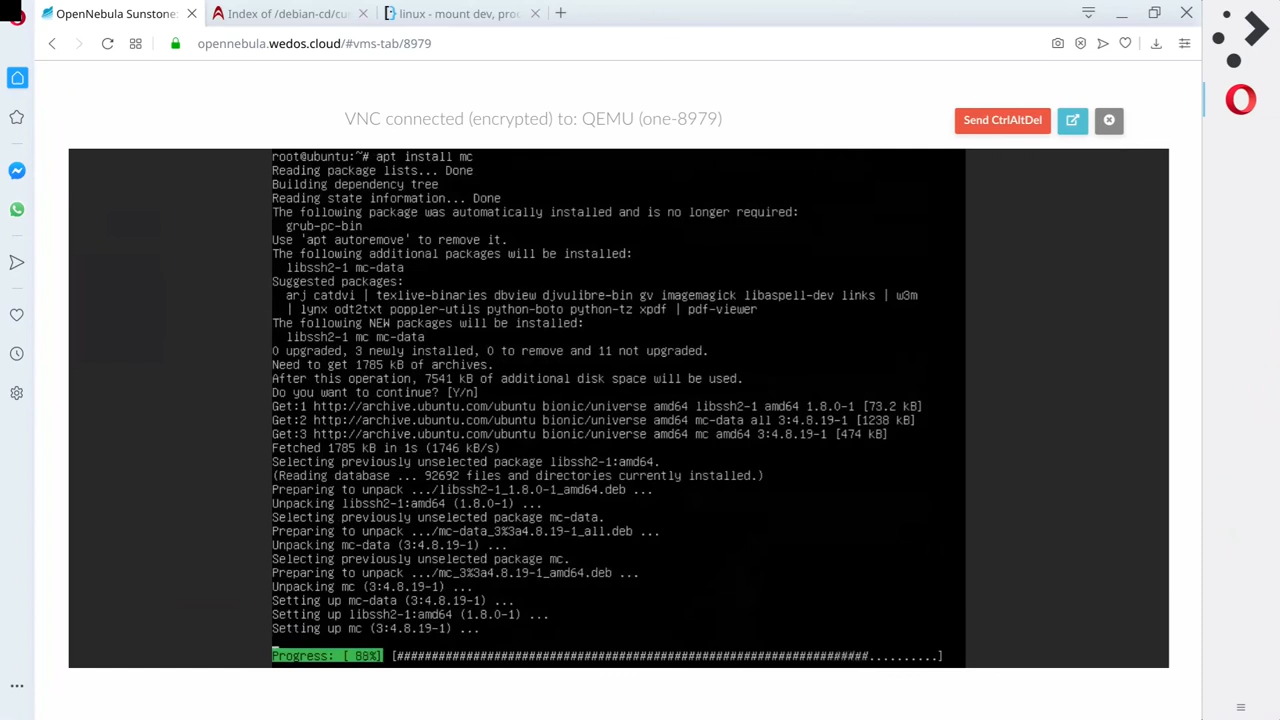 OpenNebula Sunstone:
Index of /debian-cd/cu
linux - mount dev, proc
opennebula.wedos.cloud/#vms-tab/8979
VNC connected (encrypted) to: QEMU (one-8979)
Send CtrlAltDel
root@ubuntu:~# apt install mc
Reading package lists... Done
Building dependency tree
Reading state information... Done
The following package was automatically installed and is no longer required:
grub-pc-bin
Use 'apt autoremove' to remove it.
The following additional packages will be installed:
libssh2-1 mc-data
Suggested packages:
arj catdvi | texlive-binaries dbview djvulibre-bin gv imagemagick libaspell-dev links | w3m
| lynx odt2txt poppler-utils python-boto python-tz xpdf | pdf-viewer
The following NEW packages will be installed:
libssh2-1 mc mc-data
0 upgraded, 3 newly installed, 0 to remove and 11 not upgraded.
Need to get 1785 kB of archives.
After this operation, 7541 kB of additional disk space will be used.
Do you want to continue? [Y/n]
Get:1 http://archive.ubuntu.com/ubuntu bionic/universe amd64 libssh2-1 amd64 1.8.0-1 [73.2 kB]
Get:2 http://archive.ubuntu.com/ubuntu bionic/universe amd64 mc-data all 3:4.8.19-1 [1238 kB]
Get:3 http://archive.ubuntu.com/ubuntu bionic/universe amd64 mc amd64 3:4.8.19-1 [474 kB]
Fetched 1785 kB in 1s (1746 kB/s)
Selecting previously unselected package libssh2-1:amd64.
(Reading database ... 92692 files and directories currently installed.)
Preparing to unpack .../libssh2-1_1.8.0-1_amd64.deb ...
Unpacking libssh2-1:amd64 (1.8.0-1) ...
Selecting previously unselected package mc-data.
Preparing to unpack .../mc-data_3%3a4.8.19-1_all.deb ...
Unpacking mc-data (3:4.8.19-1) ...
Selecting previously unselected package mc.
Preparing to unpack .../mc_3%3a4.8.19-1_amd64.deb ...
Unpacking mc (3:4.8.19-1) ...
Setting up mc-data (3:4.8.19-1) ...
Setting up libssh2-1:amd64 (1.8.0-1) ...
Setting up mc (3:4.8.19-1) ...
Progress: [ 88%] [####################################################################..........]